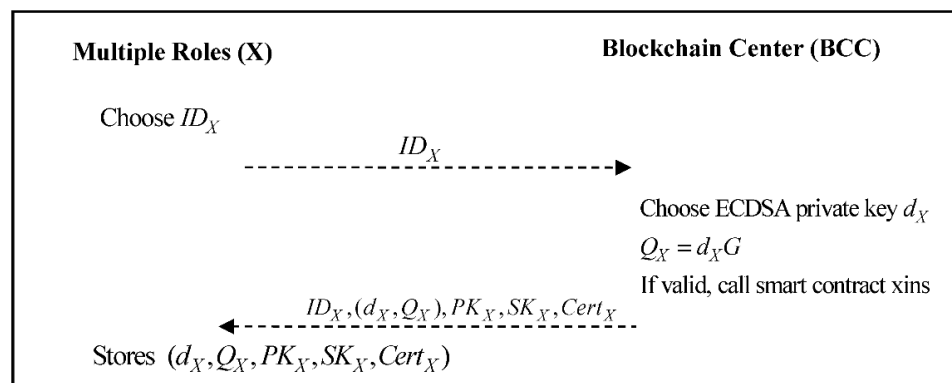 Multiple Roles (X)
Blockchain Center (BCC)
Choose ID_X
ID_X
Choose ECDSA private key d_X
Q_X = d_X G
If valid, call smart contract xins
ID_X, (d_X, Q_X), PK_X, SK_X, Cert_X
Stores (d_X, Q_X, PK_X, SK_X, Cert_X)